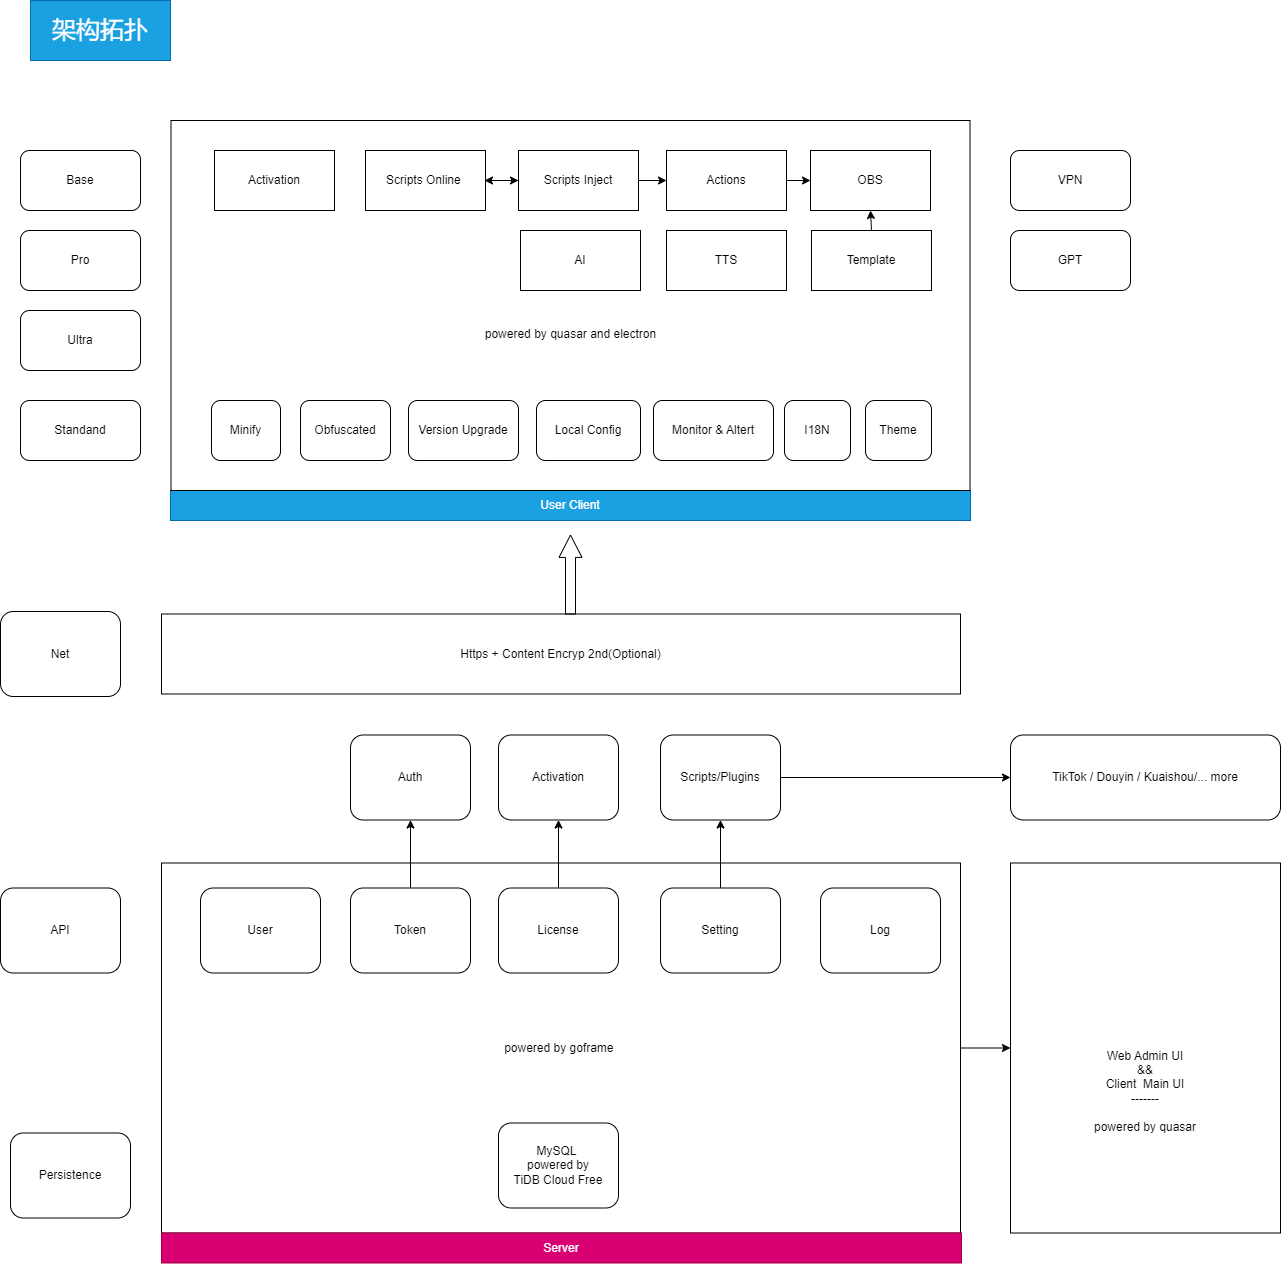 架构拓扑
Base
Activation
Scripts Online
Scripts Inject
Actions
OBS
VPN
Pro
AI
TTS
Template
GPT
Ultra
powered by quasar and electron
Standand
Minify
Obfuscated
Version Upgrade
Local Config
Monitor & Altert
I18N
Theme
User Client
Net
Https + Content Encryp 2nd(Optional)
Auth
Activation
Scripts/Plugins
TikTok / Douyin / Kuaishou/... more
API
User
Token
License
Setting
Log
powered by goframe
Web Admin UI
&&
Client Main UI
-------
powered by quasar
Persistence
MySQL
powered by
TiDB Cloud Free
Server